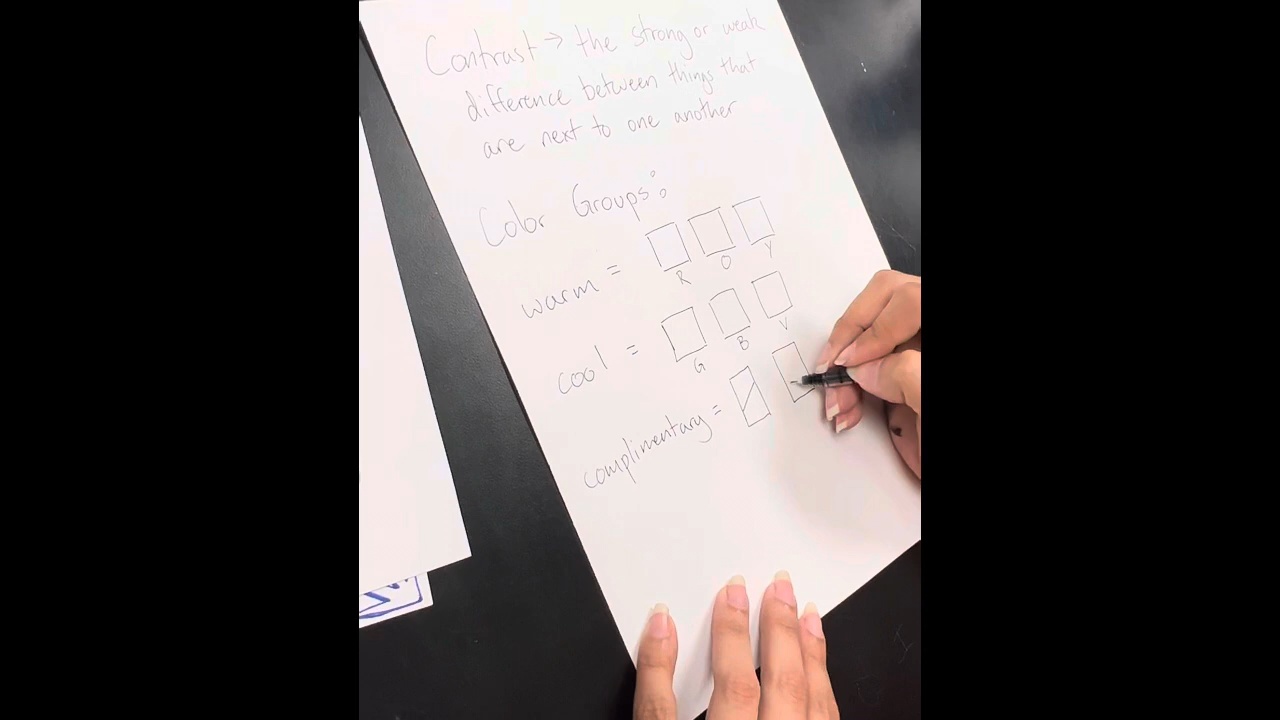 Contrast → the strong or weak
difference between things that
are next to one another
Color Groups:
warm =
R O Y
cool =
G B V
complimentary =